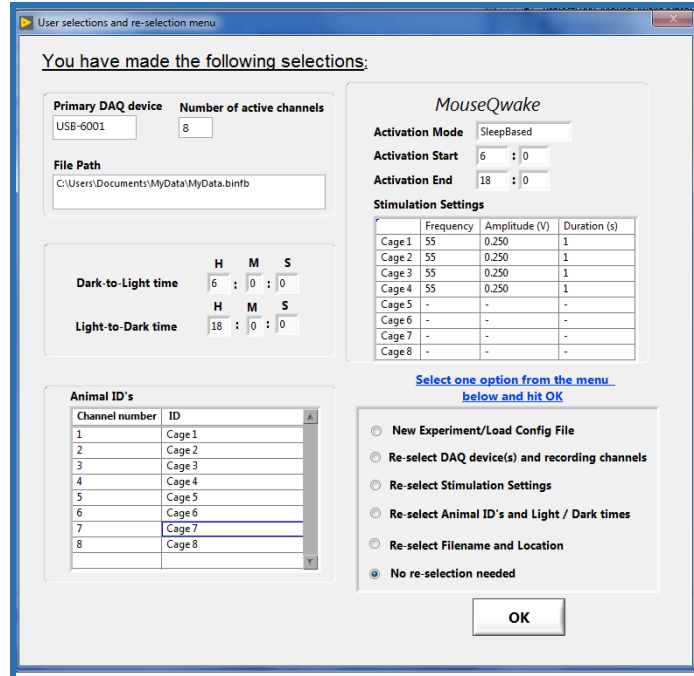 User selections and re-selection menu
You have made the following selections:
Primary DAQ device Number of active channels
USB-6001 8
File Path
C:\Users\Documents\MyData\MyData.binfb
H M S
Dark-to-Light time 6 : 0 : 0
H M S
Light-to-Dark time 18 : 0 : 0
Animal ID's
Channel number ID
1 Cage 1
2 Cage 2
3 Cage 3
4 Cage 4
5 Cage 5
6 Cage 6
7 Cage 7
8 Cage 8
MouseQwake
Activation Mode SleepBased
Activation Start 6 : 0
Activation End 18 : 0
Stimulation Settings
Frequency Amplitude (V) Duration (s)
Cage 1 55 0.250 1
Cage 2 55 0.250 1
Cage 3 55 0.250 1
Cage 4 55 0.250 1
Cage 5 - - -
Cage 6 - - -
Cage 7 - - -
Cage 8 - - -
Select one option from the menu
below and hit OK
New Experiment/Load Config File
Re-select DAQ device(s) and recording channels
Re-select Stimulation Settings
Re-select Animal ID's and Light / Dark times
Re-select Filename and Location
No re-selection needed
OK